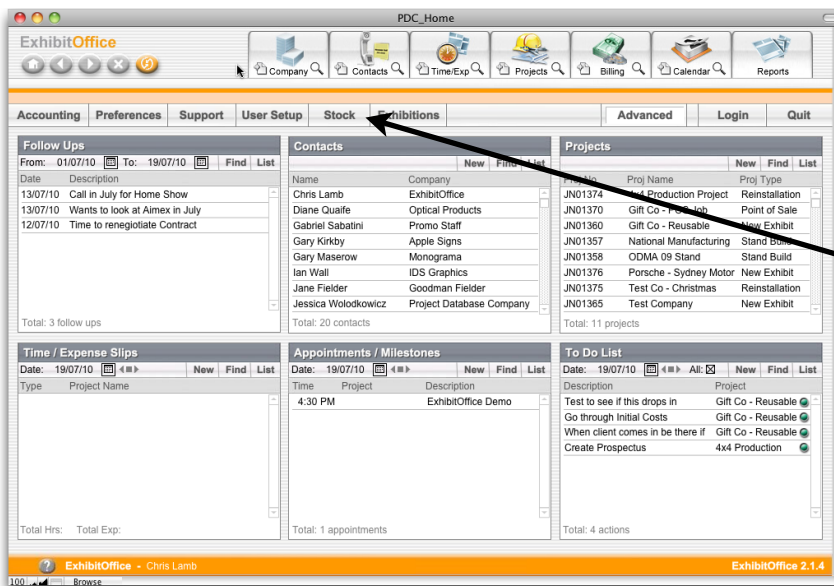 PDC_Home
ExhibitOffice
Company Contacts Time/Exp Projects Billing Calendar Reports
Accounting Preferences Support User Setup Stock Exhibitions Advanced Login Quit
Follow Ups
From: 01/07/10 To: 19/07/10 Find List
Date Description
13/07/10 Call in July for Home Show
13/07/10 Wants to look at Aimex in July
12/07/10 Time to renegiotiate Contract
Total: 3 follow ups
Contacts
New Find List
Name Company
Chris Lamb ExhibitOffice
Diane Quaife Optical Products
Gabriel Sabatini Promo Staff
Gary Kirkby Apple Signs
Gary Maserow Monograma
Ian Wall IDS Graphics
Jane Fielder Goodman Fielder
Jessica Wolodkowicz Project Database Company
Total: 20 contacts
Projects
New Find List
Proj No Proj Name Proj Type
JN01374 4x4 Production Project Reinstallation
JN01370 Gift Co - POS Job Point of Sale
JN01360 Gift Co - Reusable New Exhibit
JN01357 National Manufacturing Stand Build
JN01358 ODMA 09 Stand Stand Build
JN01376 Porsche - Sydney Motor New Exhibit
JN01375 Test Co - Christmas Reinstallation
JN01365 Test Company New Exhibit
Total: 11 projects
Time / Expense Slips
Date: 19/07/10 New Find List
Type Project Name
Total Hrs: Total Exp:
Appointments / Milestones
Date: 19/07/10 New Find List
Time Project Description
4:30 PM ExhibitOffice Demo
Total: 1 appointments
To Do List
Date: 19/07/10 All: New Find List
Description Project
Test to see if this drops in Gift Co - Reusable
Go through Initial Costs Gift Co - Reusable
When client comes in be there if Gift Co - Reusable
Create Prospectus 4x4 Production
Total: 4 actions
? ExhibitOffice - Chris Lamb ExhibitOffice 2.1.4
100 Browse